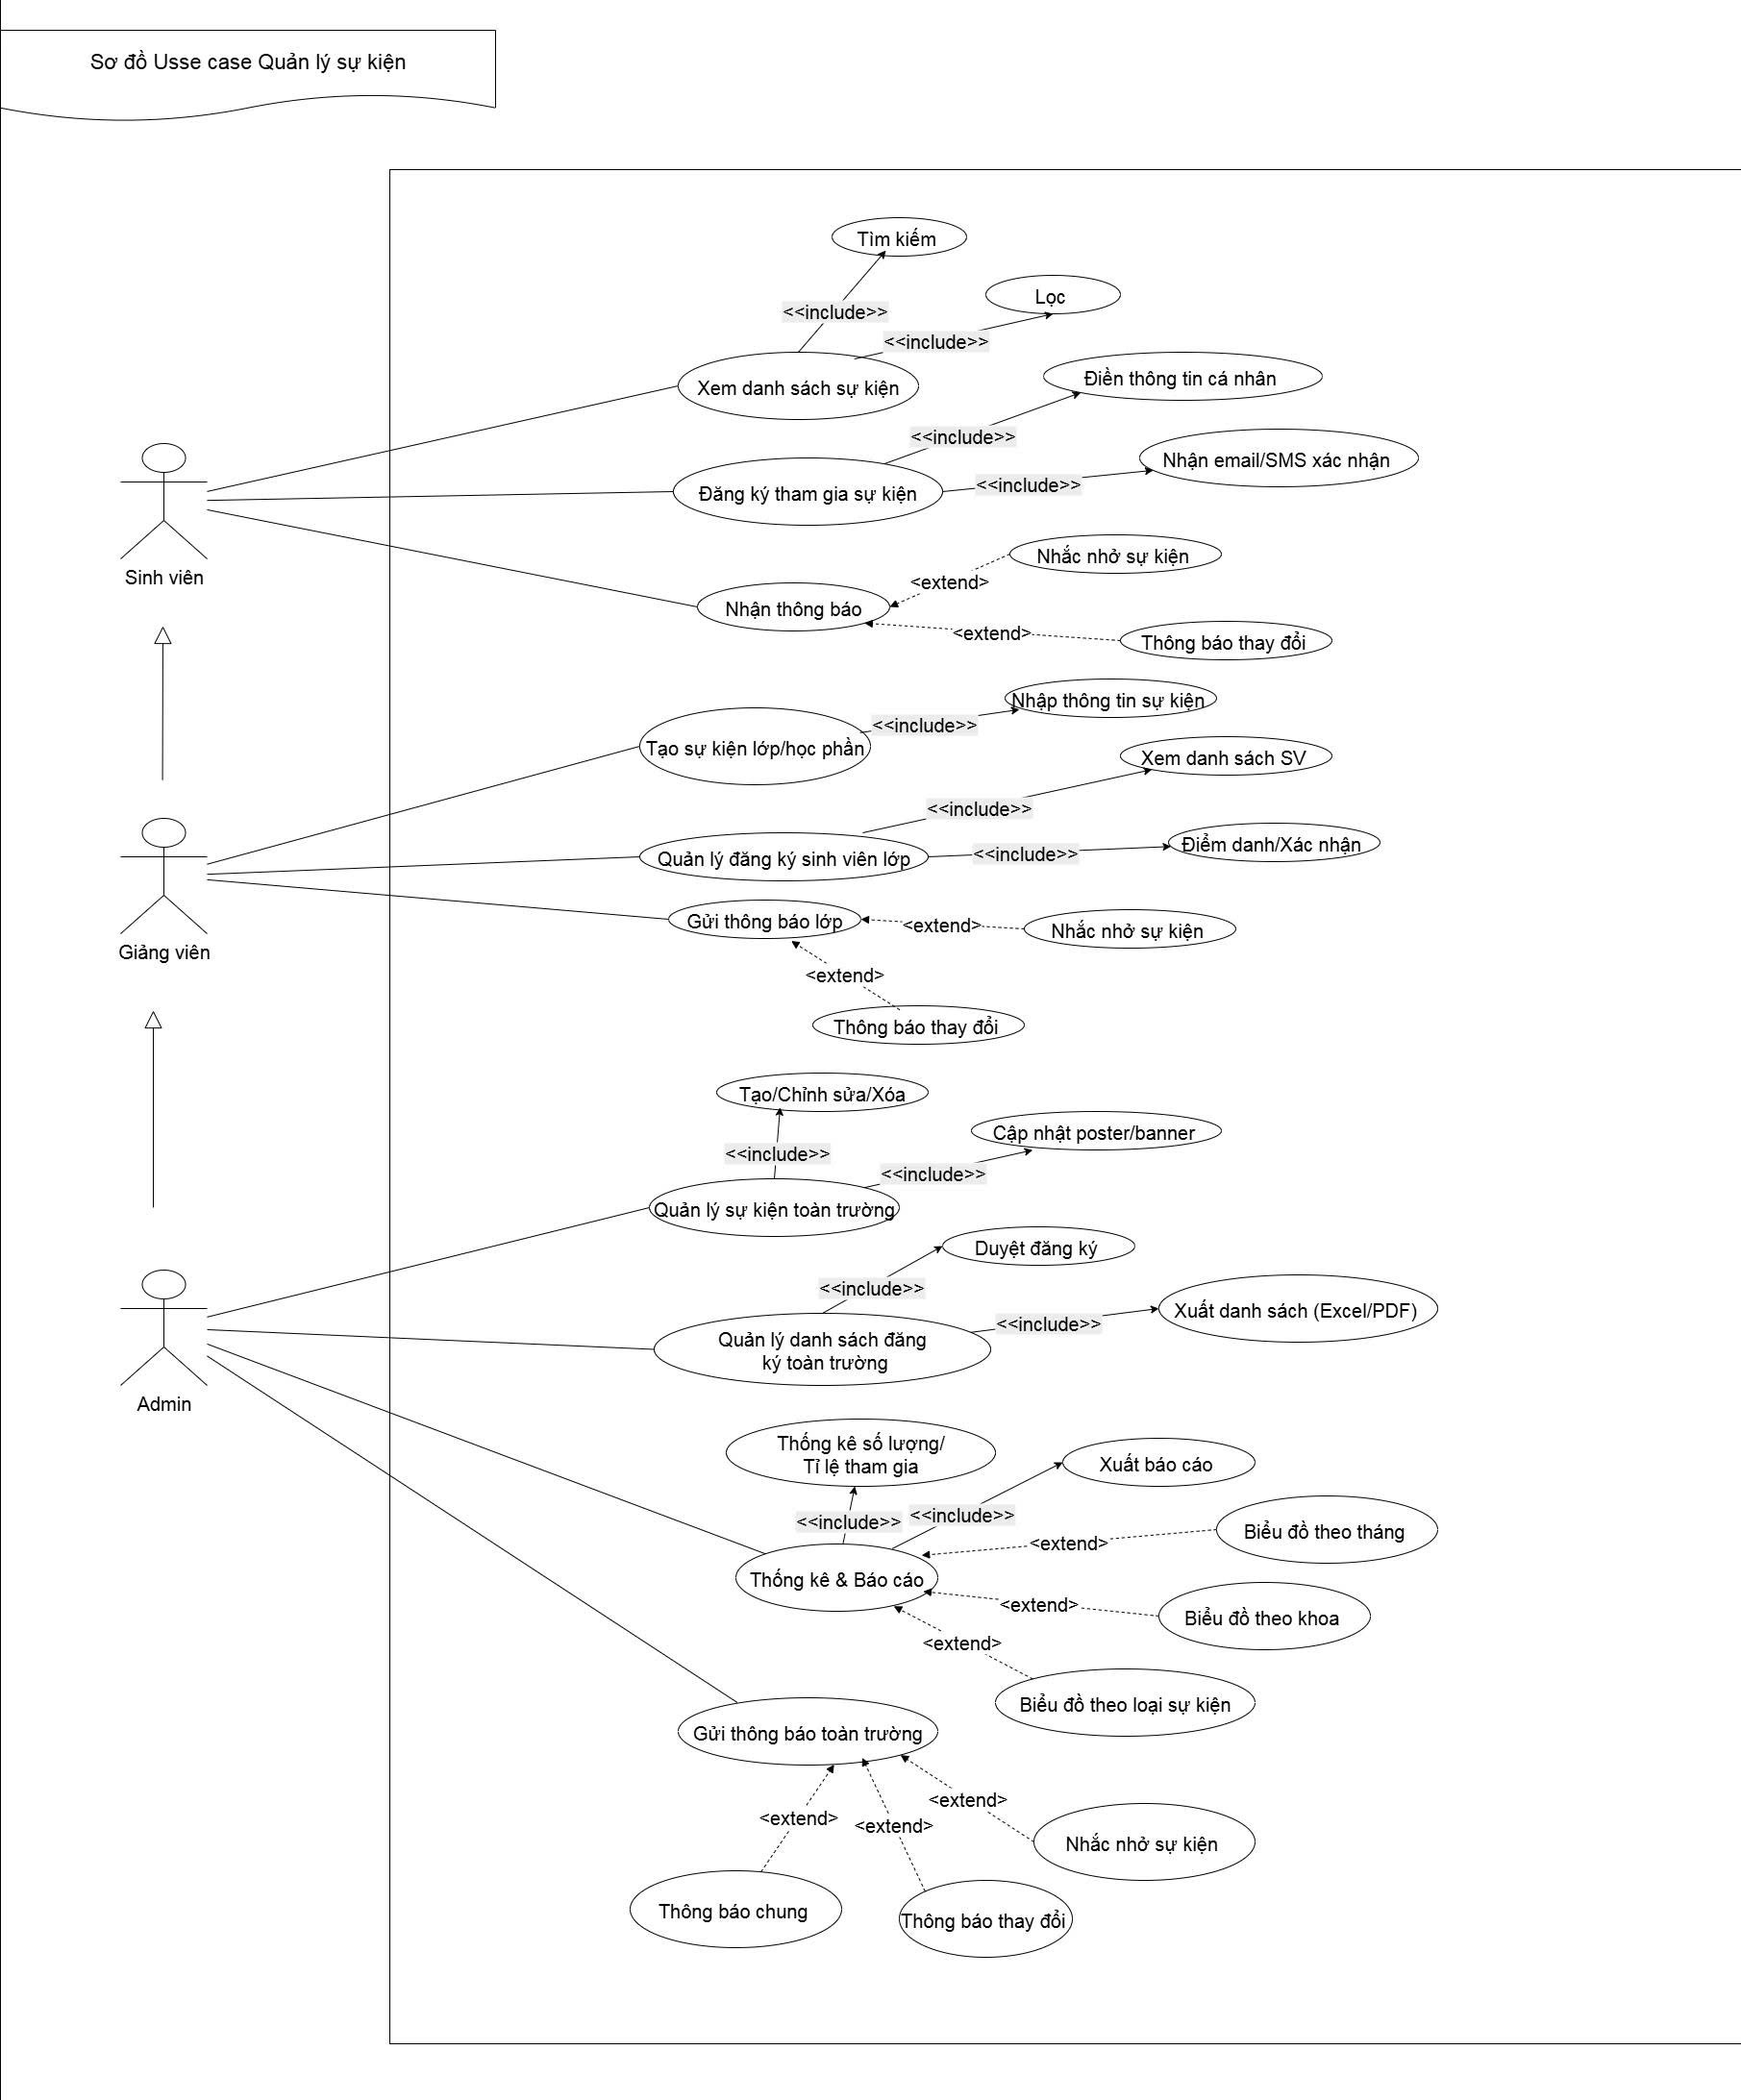 Sơ đồ Usse case Quản lý sự kiện
Tìm kiếm
Lọc
<<include>>
<<include>>
Xem danh sách sự kiện
Điền thông tin cá nhân
<<include>>
Nhận email/SMS xác nhận
<<include>>
Đăng ký tham gia sự kiện
Sinh viên
Nhắc nhở sự kiện
<extend>
Nhận thông báo
<extend>
Thông báo thay đổi
Nhập thông tin sự kiện
<<include>>
Tạo sự kiện lớp/học phần
Xem danh sách SV
<<include>>
Điểm danh/Xác nhận
<<include>>
Quản lý đăng ký sinh viên lớp
Gửi thông báo lớp
<extend>
Nhắc nhở sự kiện
Giảng viên
<extend>
Thông báo thay đổi
Tạo/Chỉnh sửa/Xóa
Cập nhật poster/banner
<<include>>
<<include>>
Quản lý sự kiện toàn trường
Duyệt đăng ký
<<include>>
Xuất danh sách (Excel/PDF)
<<include>>
Quản lý danh sách đăng
ký toàn trường
Admin
Thống kê số lượng/
Tỉ lệ tham gia
Xuất báo cáo
<<include>>
<<include>>
Biểu đồ theo tháng
<extend>
Thống kê & Báo cáo
<extend>
Biểu đồ theo khoa
<extend>
Biểu đồ theo loại sự kiện
Gửi thông báo toàn trường
<extend>
<extend>
<extend>
Nhắc nhở sự kiện
Thông báo chung
Thông báo thay đổi